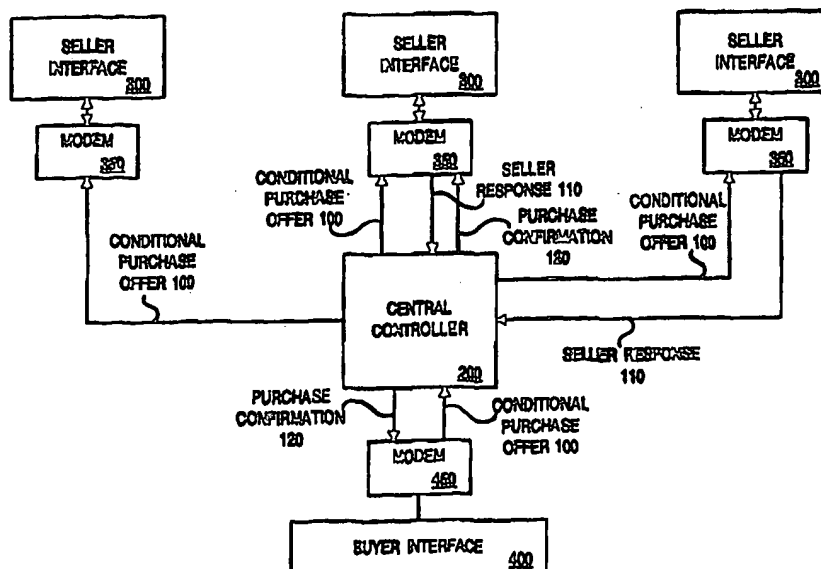 SELLER
INTERFACE
300
SELLER
INTERFACE
300
SELLER
INTERFACE
300
MODEM
350
MODEM
350
MODEM
350
CONDITIONAL
PURCHASE
OFFER 100
CONDITIONAL
PURCHASE
OFFER 100
SELLER
RESPONSE 110
PURCHASE
CONFIRMATION
120
CONDITIONAL
PURCHASE
OFFER 100
CENTRAL
CONTROLLER
200
SELLER RESPONSE
110
PURCHASE
CONFIRMATION
120
CONDITIONAL
PURCHASE
OFFER 100
MODEM
450
BUYER INTERFACE
400